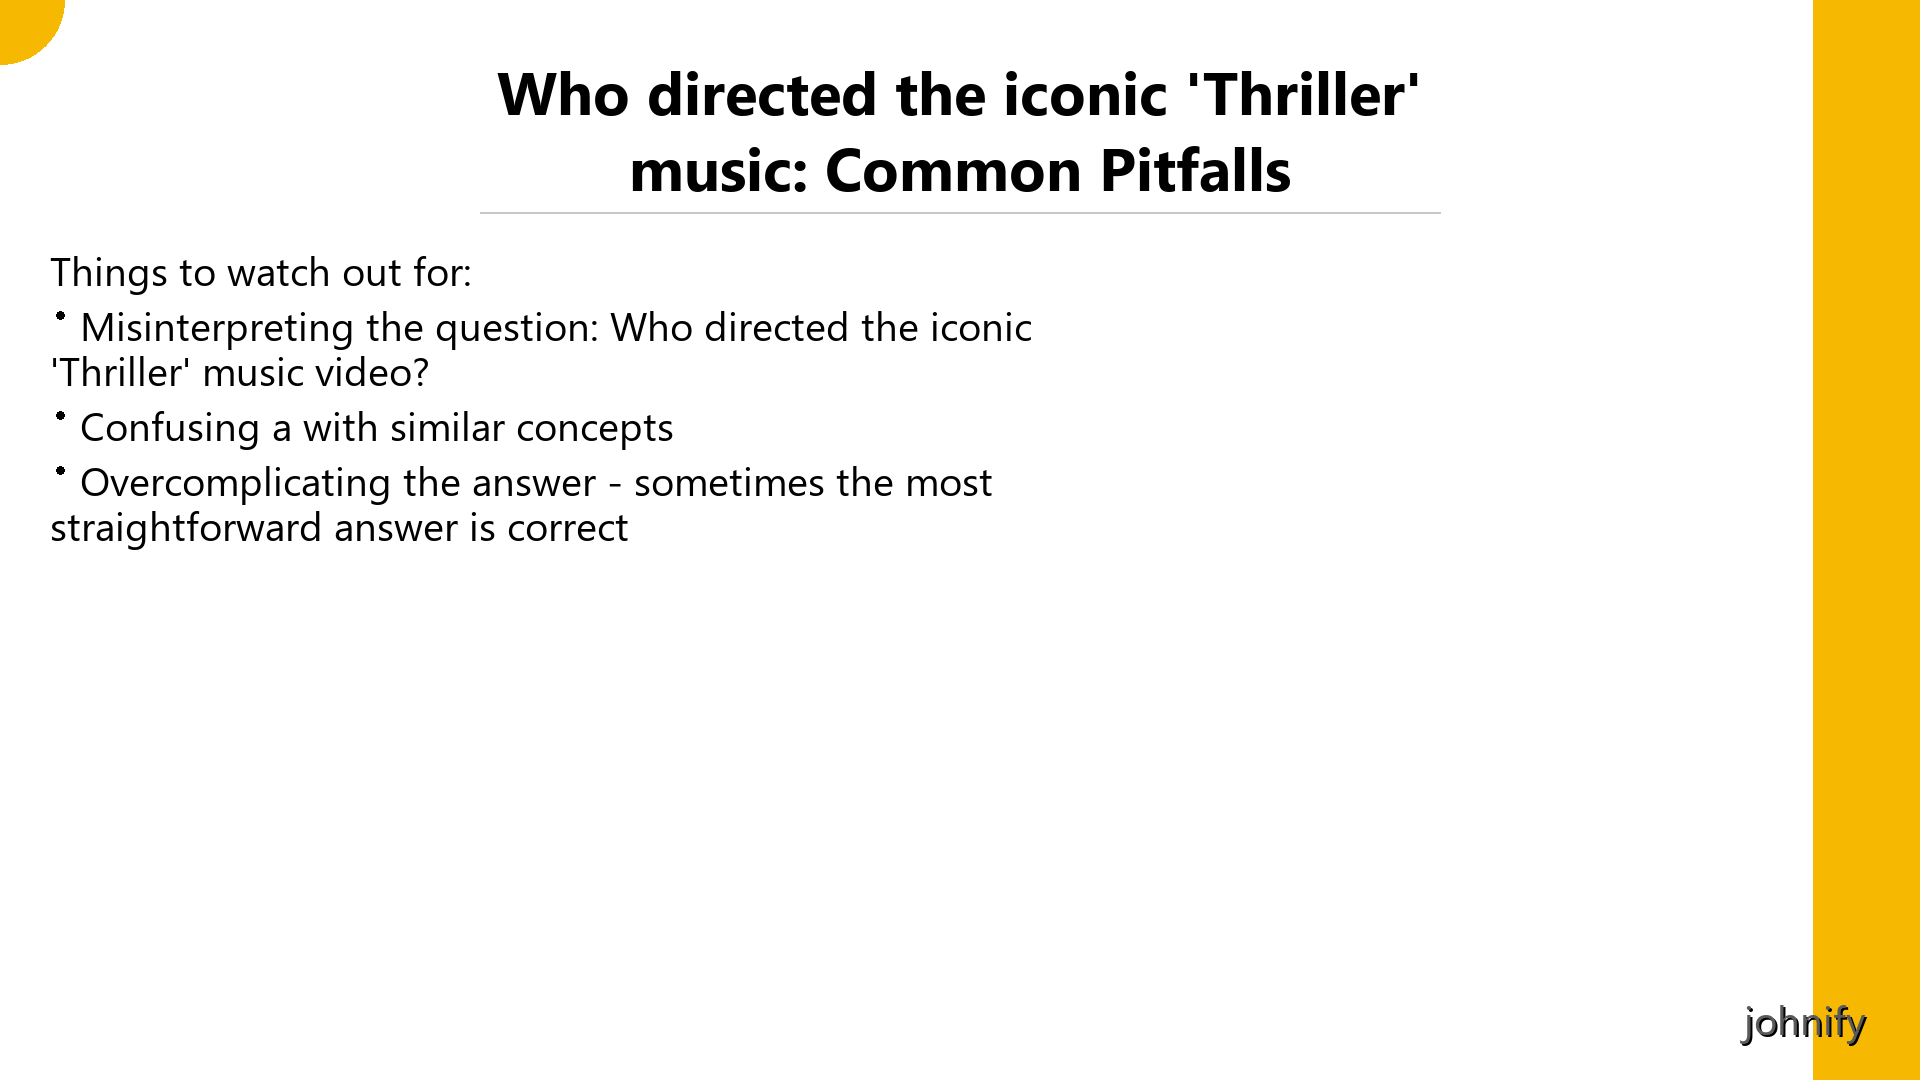 Who directed the iconic 'Thriller'
music: Common Pitfalls
Things to watch out for:
• Misinterpreting the question: Who directed the iconic
'Thriller' music video?
• Confusing a with similar concepts
• Overcomplicating the answer - sometimes the most
straightforward answer is correct
johnify